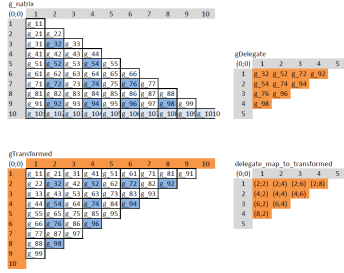 g_natrix
(0;0) 1 2 3 4 5 6 7 8 9 10
1 g_11
2 g_21 g_22
3 g_31 g_32 g_33
4 g_41 g_42 g_43 g_44
5 g_51 g_52 g_53 g_54 g_55
6 g_61 g_62 g_63 g_64 g_65 g_66
7 g_71 g_72 g_73 g_74 g_75 g_76 g_77
8 g_81 g_82 g_83 g_84 g_85 g_86 g_87 g_88
9 g_91 g_92 g_93 g_94 g_95 g_96 g_97 g_98 g_99
10
gDelegate
(0;0) 1 2 3 4 5
1 g_32 g_52 g_72 g_92
2 g_54 g_74 g_94
3 g_76 g_96
4 g_98
5
gTransformed
(0;0) 1 2 3 4 5 6 7 8 9 10
1 g_11 g_21 g_31 g_41 g_51 g_61 g_71 g_81 g_91
2 g_22 g_32 g_42 g_52 g_62 g_72 g_82 g_92
3 g_33 g_43 g_53 g_63 g_73 g_83 g_93
4 g_44 g_54 g_64 g_74 g_84 g_94
5 g_55 g_65 g_75 g_85 g_95
6 g_66 g_76 g_86 g_96
7 g_77 g_87 g_97
8 g_88 g_98
9 g_99
10
delegate_map_to_transformed
(0;0) 1 2 3 4 5
1 (2;2) (2;4) (2;6) (2;8)
2 (4;2) (4;4) (4;6)
3 (6;2) (6;4)
4 (8;2)
5